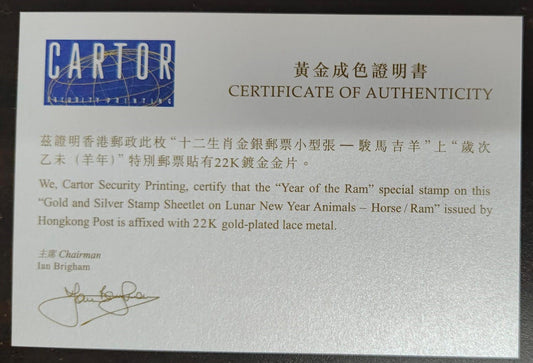 CARTOR
SECURITY PRINTING
黃金成色證明書
CERTIFICATE OF AUTHENTICITY
茲證明香港郵政此枚“十二生肖金銀郵票小型張 — 駿馬吉羊”上“歲次
乙未（羊年）”特別郵票貼有22K鍍金金片。
We, Cartor Security Printing, certify that the “Year of the Ram” special stamp on this
“Gold and Silver Stamp Sheetlet on Lunar New Year Animals – Horse / Ram” issued by
Hongkong Post is affixed with 22K gold-plated lace metal.
主席 Chairman
Ian Brigham